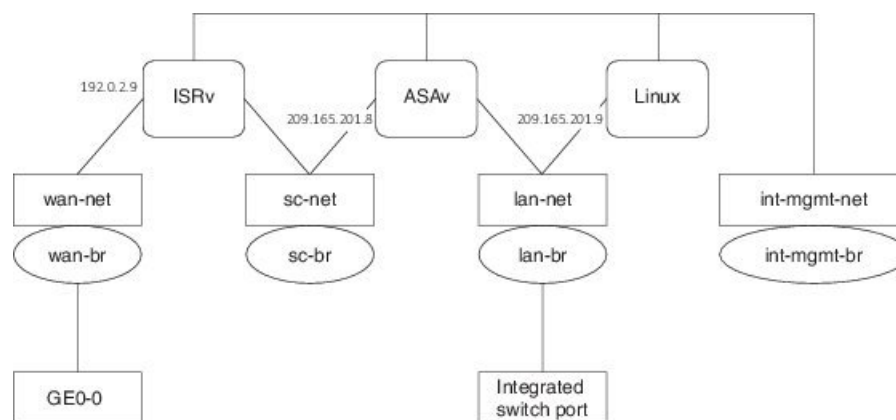 192.0.2.9
ISRv
209.165.201.8
ASAv
209.165.201.9
Linux
wan-net
sc-net
lan-net
int-mgmt-net
wan-br
sc-br
lan-br
int-mgmt-br
GE0-0
Integrated
switch port